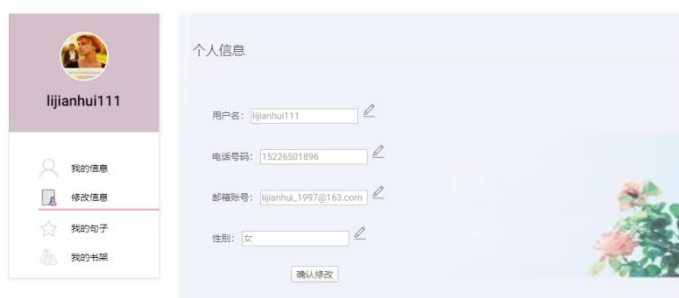 lijianhui111
我的信息
修改信息
我的句子
我的书架
个人信息
用户名： lijianhui111
电话号码： 15226501896
邮箱账号： lijianhui_1997@163.com
性别： 女
确认修改